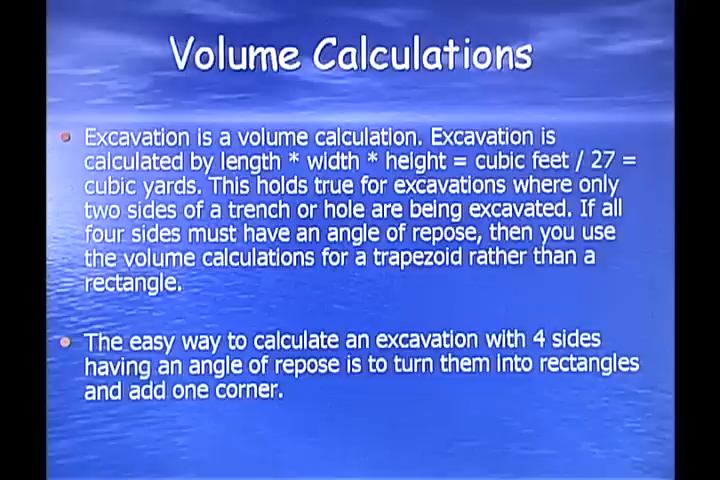 Volume Calculations
Excavation is a volume calculation. Excavation is
calculated by length * width * height = cubic feet / 27 =
cubic yards. This holds true for excavations where only
two sides of a trench or hole are being excavated. If all
four sides must have an angle of repose, then you use
the volume calculations for a trapezoid rather than a
rectangle.
The easy way to calculate an excavation with 4 sides
having an angle of repose is to turn them into rectangles
and add one corner.